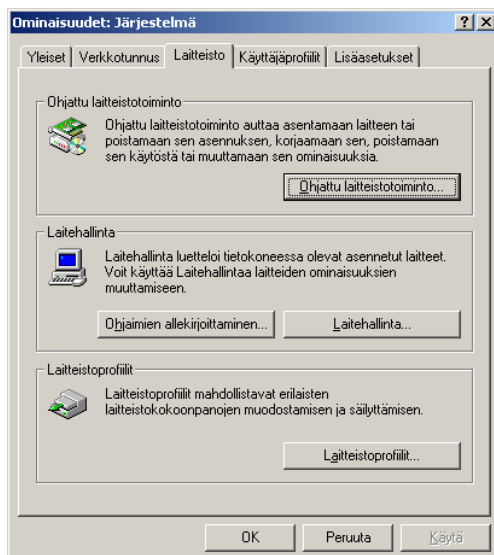 Ominaisuudet: Järjestelmä
Yleiset Verkkotunnus Laitteisto Käyttäjäprofiilit Lisäasetukset
Ohjattu laitteistotoiminto
Ohjattu laitteistotoiminto auttaa asentamaan laitteen tai
poistamaan sen asennuksen, korjaamaan sen, poistamaan
sen käytöstä tai muuttamaan sen ominaisuuksia.
Ohjattu laitteistotoiminto...
Laitehallinta
Laitehallinta luetteloi tietokoneessa olevat asennetut laitteet.
Voit käyttää Laitehallintaa laitteiden ominaisuuksien
muuttamiseen.
Ohjaimien allekirjoittaminen... Laitehallinta...
Laitteistoprofiilit
Laitteistoprofiilit mahdollistavat erilaisten
laitteistokokoonpanojen muodostamisen ja säilyttämisen.
Laitteistoprofiilit...
OK Peruuta Käytä